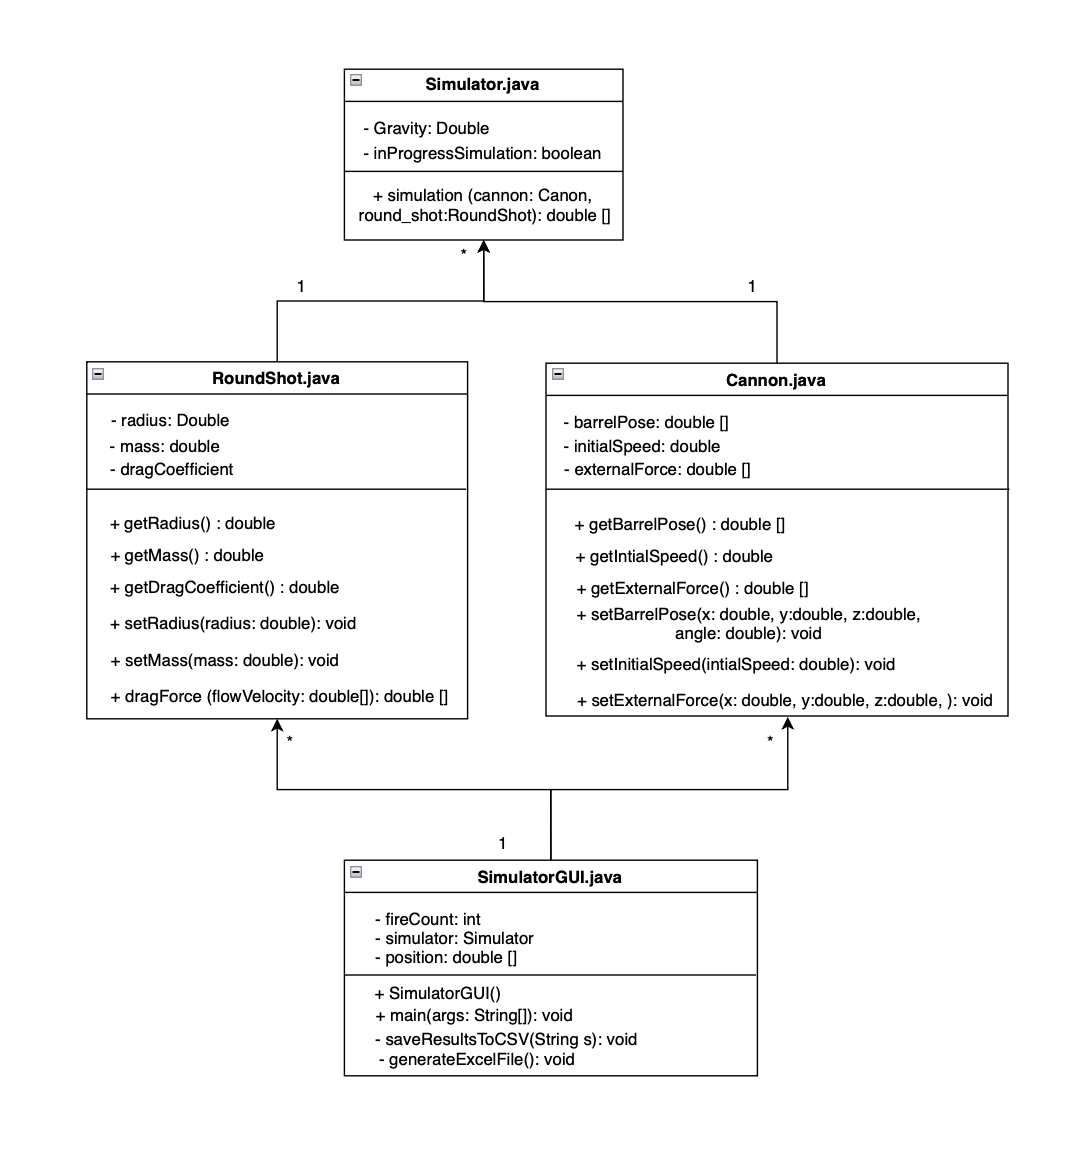 Simulator.java
- Gravity: Double
- inProgressSimulation: boolean
+ simulation (cannon: Canon,
round_shot:RoundShot): double []
*
1
1
RoundShot.java
- radius: Double
- mass: double
- dragCoefficient
+ getRadius() : double
+ getMass() : double
+ getDragCoefficient() : double
+ setRadius(radius: double): void
+ setMass(mass: double): void
+ dragForce (flowVelocity: double[]): double []
Cannon.java
- barrelPose: double []
- initialSpeed: double
- externalForce: double []
+ getBarrelPose() : double []
+ getIntialSpeed() : double
+ getExternalForce() : double []
+ setBarrelPose(x: double, y:double, z:double,
angle: double): void
+ setInitialSpeed(intialSpeed: double): void
+ setExternalForce(x: double, y:double, z:double, ): void
*
*
1
SimulatorGUI.java
- fireCount: int
- simulator: Simulator
- position: double []
+ SimulatorGUI()
+ main(args: String[]): void
- saveResultsToCSV(String s): void
- generateExcelFile(): void